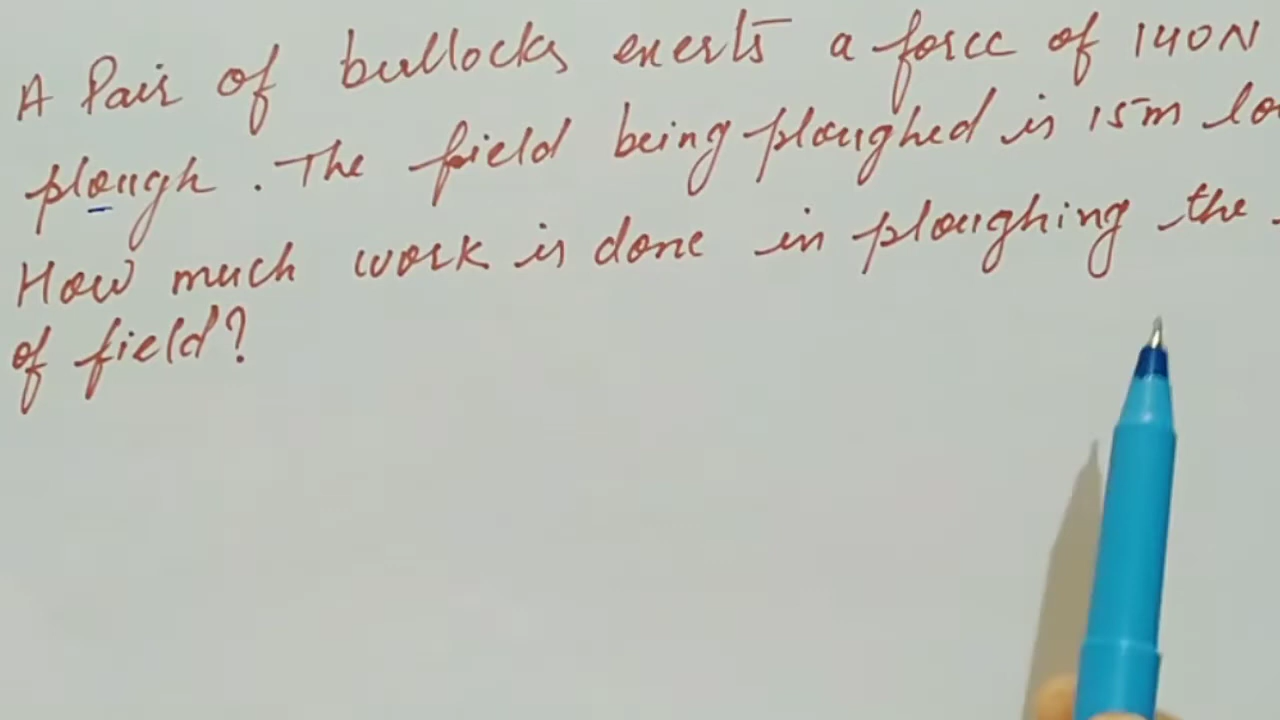 A Pair of bullocks exerts a force of 140N
plough. The field being ploughed is 15m lo
How much work is done in ploughing the
of field?